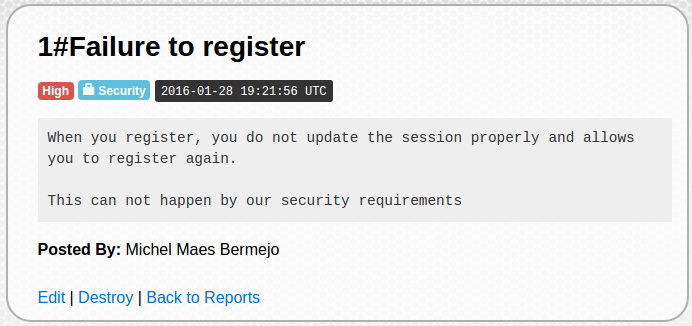 1#Failure to register
High Security 2016-01-28 19:21:56 UTC
When you register, you do not update the session properly and allows
you to register again.
This can not happen by our security requirements
Posted By: Michel Maes Bermejo
Edit | Destroy | Back to Reports